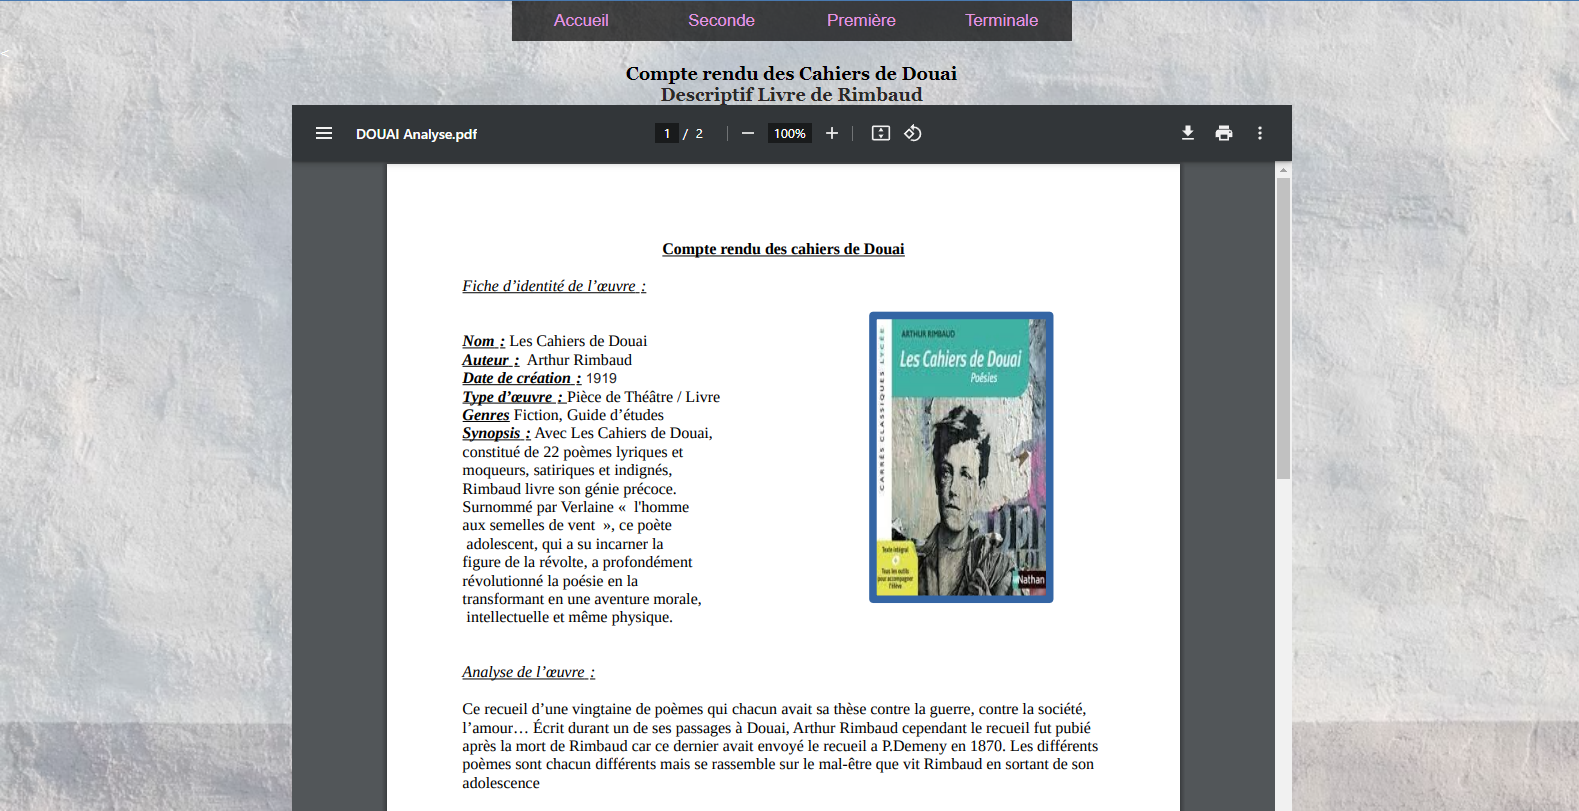 Accueil Seconde Première Terminale
<
Compte rendu des Cahiers de Douai
Descriptif Livre de Rimbaud
DOUAI Analyse.pdf 1 / 2 100%
Compte rendu des cahiers de Douai
Fiche d’identité de l’œuvre :
Nom : Les Cahiers de Douai
Auteur : Arthur Rimbaud
Date de création : 1919
Type d’œuvre : Pièce de Théâtre / Livre
Genres Fiction, Guide d’études
Synopsis : Avec Les Cahiers de Douai,
constitué de 22 poèmes lyriques et
moqueurs, satiriques et indignés,
Rimbaud livre son génie précoce.
Surnommé par Verlaine « l'homme
aux semelles de vent », ce poète
adolescent, qui a su incarner la
figure de la révolte, a profondément
révolutionné la poésie en la
transformant en une aventure morale,
intellectuelle et même physique.
CARRÉS CLASSIQUES LYCÉE
ARTHUR RIMBAUD
Les Cahiers de Douai
Poésies
Texte intégral
+
Tous les outils
pour accompagner
l'élève
Nathan
Analyse de l’œuvre :
Ce recueil d’une vingtaine de poèmes qui chacun avait sa thèse contre la guerre, contre la société,
l’amour… Écrit durant un de ses passages à Douai, Arthur Rimbaud cependant le recueil fut pubié
après la mort de Rimbaud car ce dernier avait envoyé le recueil a P.Demeny en 1870. Les différents
poèmes sont chacun différents mais se rassemble sur le mal-être que vit Rimbaud en sortant de son
adolescence